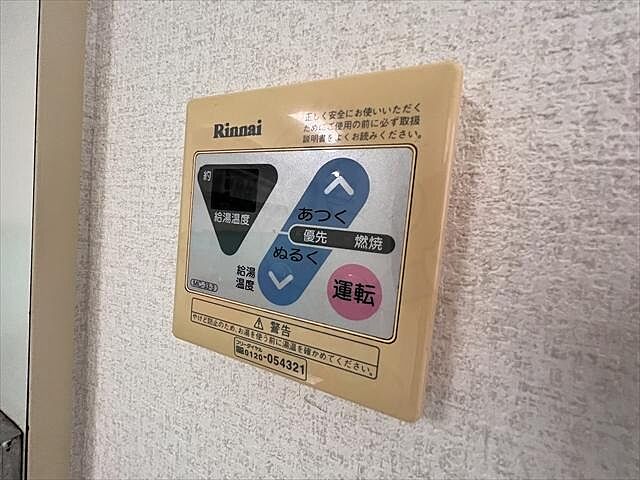 Rinnai
正しく安全にお使いいただく
ためにご使用の前に必ず取扱
説明書をよくお読みください。
約
給湯温度
あつく
優先 燃焼
ぬるく
給湯
温度
運転
警告
やけど防止のため、お湯を使う前に湯温を確かめてください。
フリーダイヤル
0120-054321